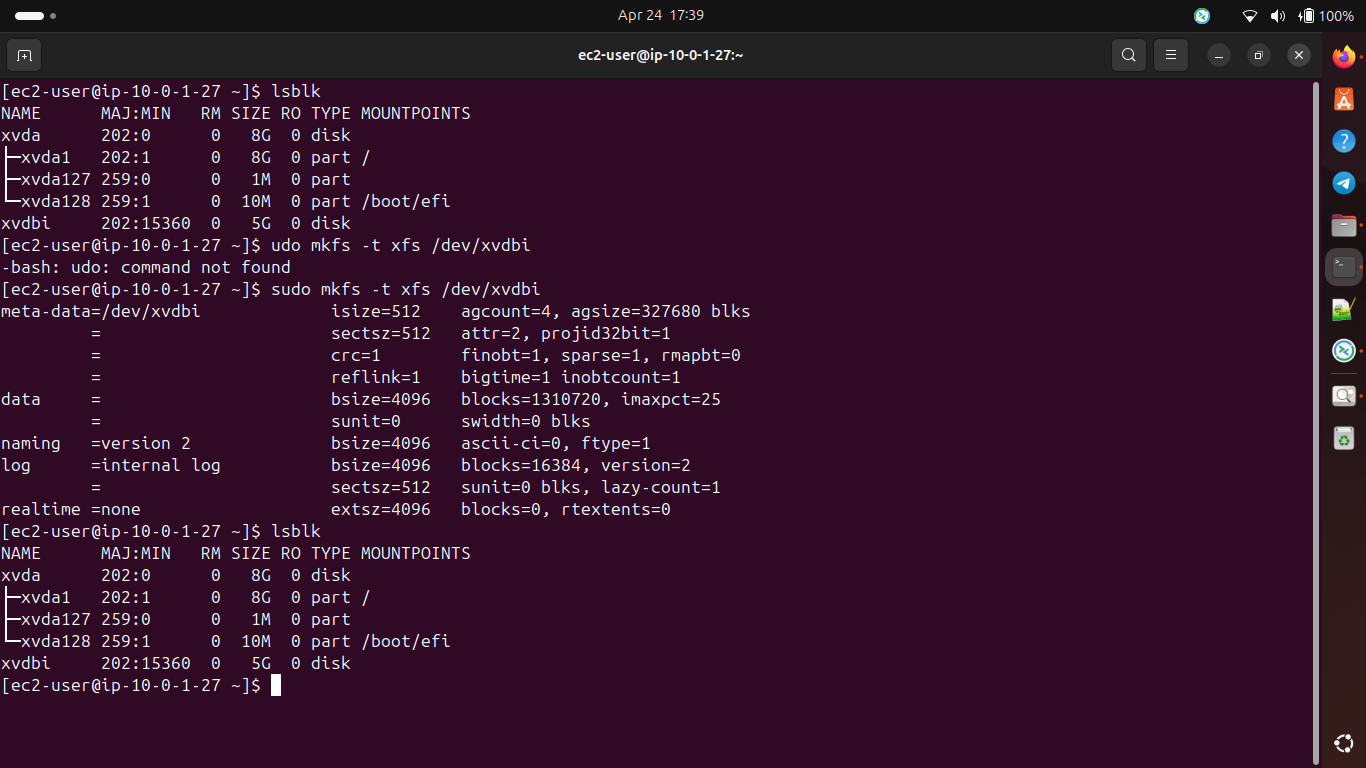 Apr 24 17:39
100%
ec2-user@ip-10-0-1-27:~
[ec2-user@ip-10-0-1-27 ~]$ lsblk
NAME      MAJ:MIN   RM SIZE RO TYPE MOUNTPOINTS
xvda      202:0      0   8G  0 disk
├─xvda1   202:1      0   8G  0 part /
├─xvda127 259:0      0   1M  0 part
└─xvda128 259:1      0  10M  0 part /boot/efi
xvdbi     202:15360  0   5G  0 disk
[ec2-user@ip-10-0-1-27 ~]$ udo mkfs -t xfs /dev/xvdbi
-bash: udo: command not found
[ec2-user@ip-10-0-1-27 ~]$ sudo mkfs -t xfs /dev/xvdbi
meta-data=/dev/xvdbi             isize=512    agcount=4, agsize=327680 blks
         =                       sectsz=512   attr=2, projid32bit=1
         =                       crc=1        finobt=1, sparse=1, rmapbt=0
         =                       reflink=1    bigtime=1 inobtcount=1
data     =                       bsize=4096   blocks=1310720, imaxpct=25
         =                       sunit=0      swidth=0 blks
naming   =version 2              bsize=4096   ascii-ci=0, ftype=1
log      =internal log           bsize=4096   blocks=16384, version=2
         =                       sectsz=512   sunit=0 blks, lazy-count=1
realtime =none                   extsz=4096   blocks=0, rtextents=0
[ec2-user@ip-10-0-1-27 ~]$ lsblk
NAME      MAJ:MIN   RM SIZE RO TYPE MOUNTPOINTS
xvda      202:0      0   8G  0 disk
├─xvda1   202:1      0   8G  0 part /
├─xvda127 259:0      0   1M  0 part
└─xvda128 259:1      0  10M  0 part /boot/efi
xvdbi     202:15360  0   5G  0 disk
[ec2-user@ip-10-0-1-27 ~]$